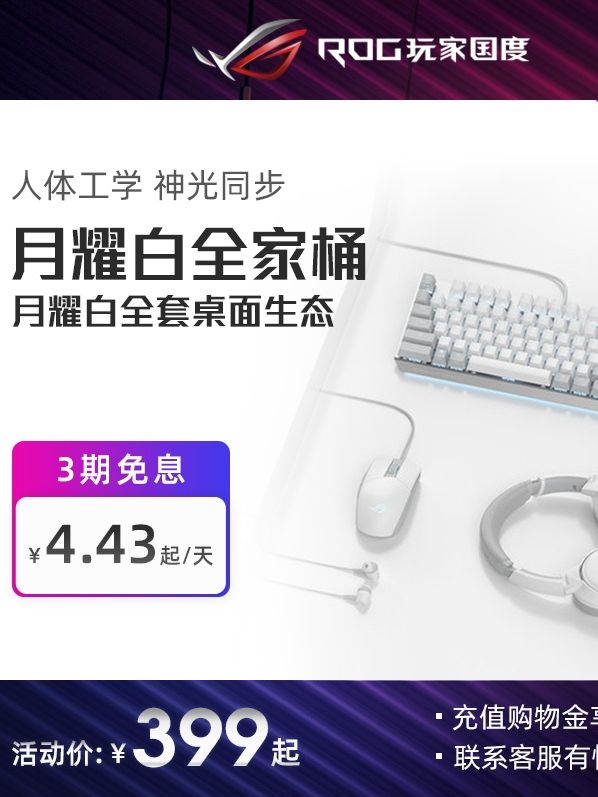 ROG玩家国度
人体工学 神光同步
月耀白全家桶
月耀白全套桌面生态
3期免息
¥4.43起/天
活动价:¥399起
· 充值购物金
· 联系客服有